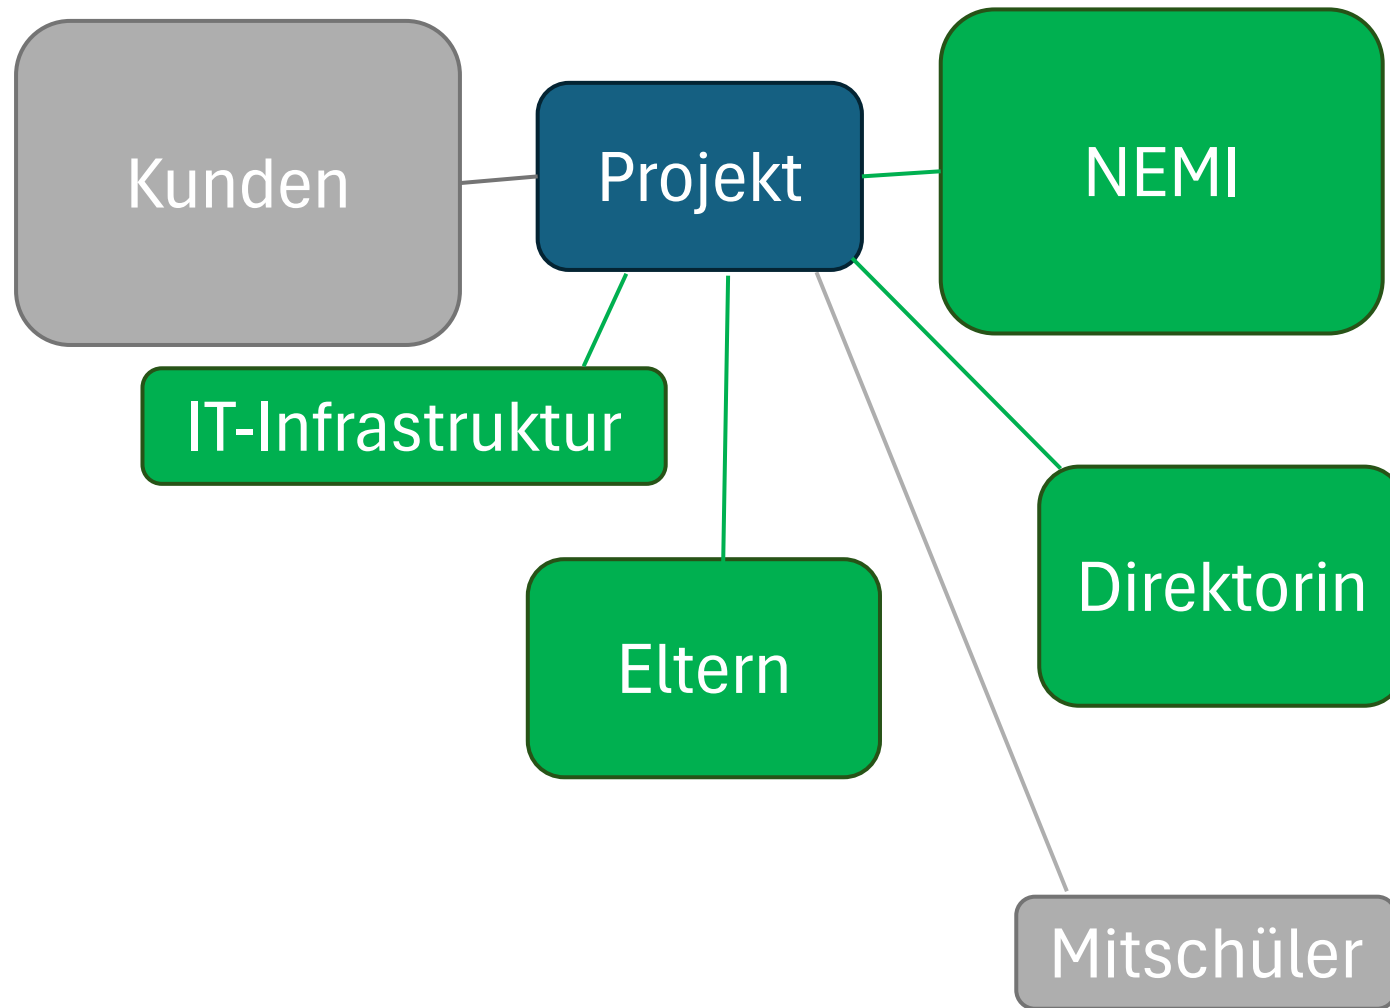 Kunden
Projekt
NEMI
IT-Infrastruktur
Eltern
Direktorin
Mitschüler